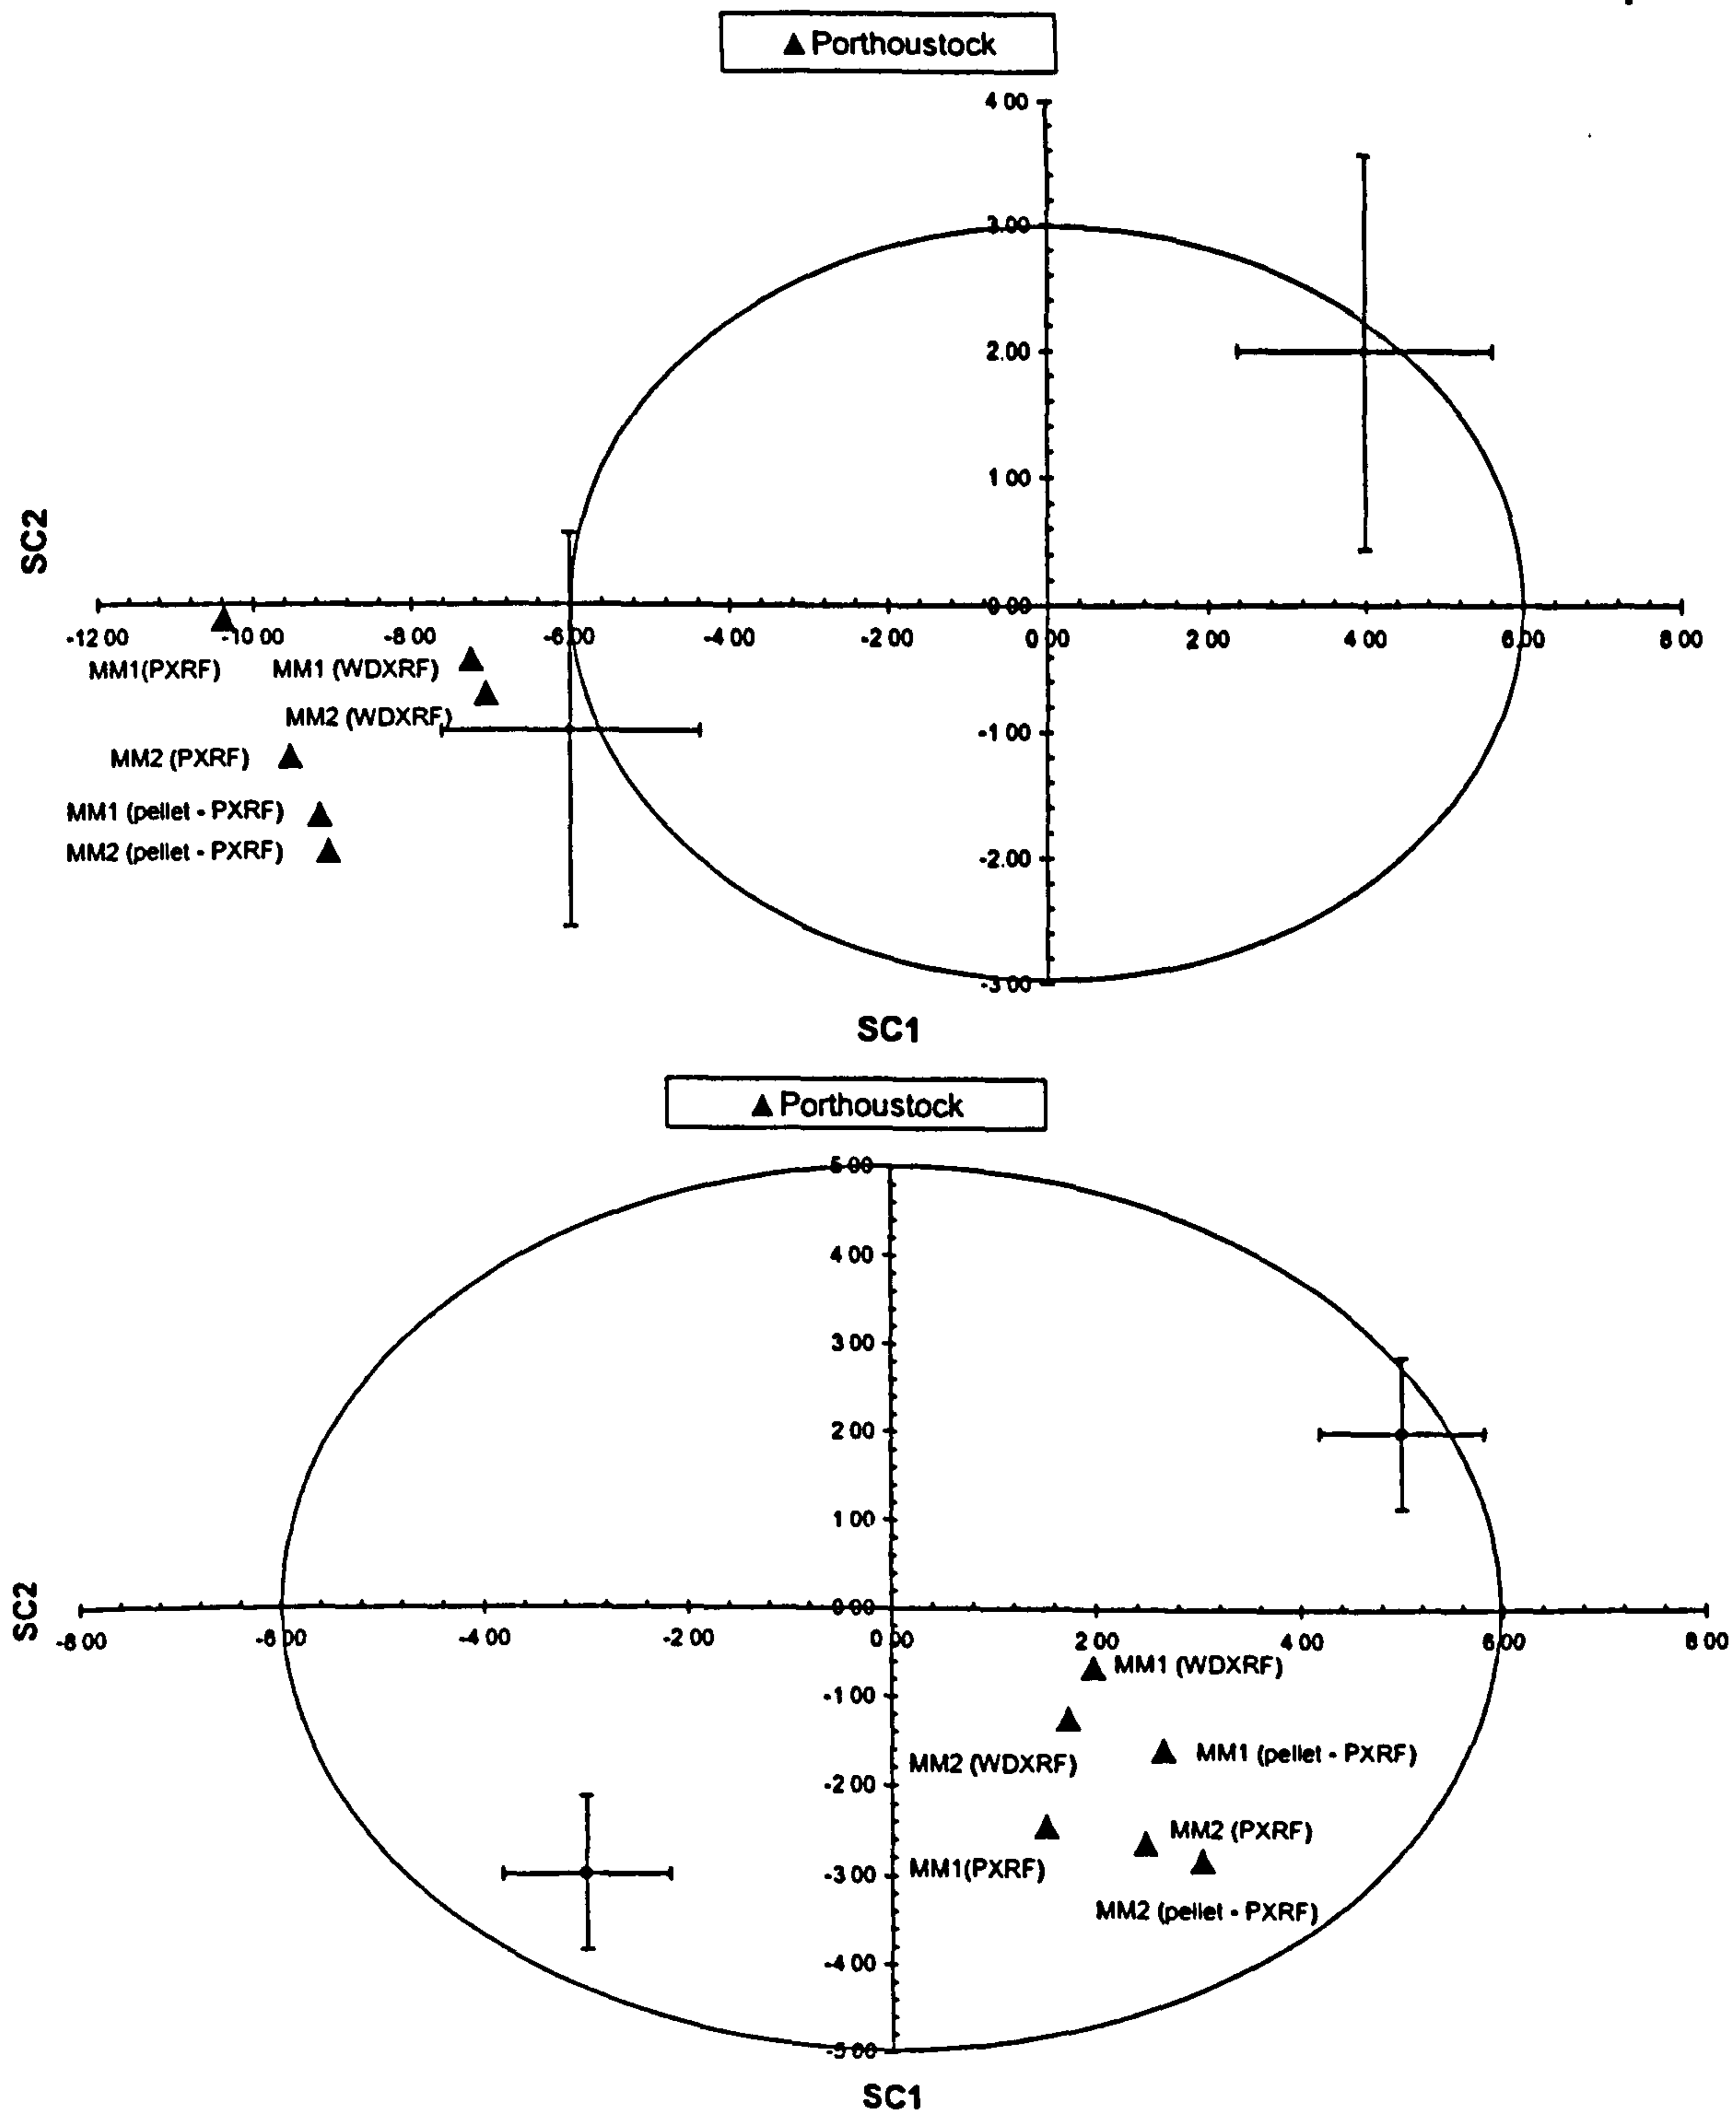 ▲ Porthoustock
4 00
3.00
2.00
1 00
SC2
0 00
-12 00 -10 00 -8 00 -6 00 -4 00 -2 00 0 00 2 00 4 00 6 00 8 00
MM1(PXRF) MM1 (WDXRF)
MM2 (WDXRF)
-1 00
MM2 (PXRF)
MM1 (pellet - PXRF)
MM2 (pellet - PXRF)
-2.00
-3 00
SC1
▲ Porthoustock
5 00
4 00
3 00
2 00
1 00
SC2
0 00
-8 00 -6 00 -4 00 -2 00 0 00 2 00 4 00 6 00 8 00
MM1 (WDXRF)
-1 00
MM2 (WDXRF) MM1 (pellet - PXRF)
-2 00
MM2 (PXRF)
-3 00 MM1(PXRF)
MM2 (pellet - PXRF)
-4 00
-5 00
SC1